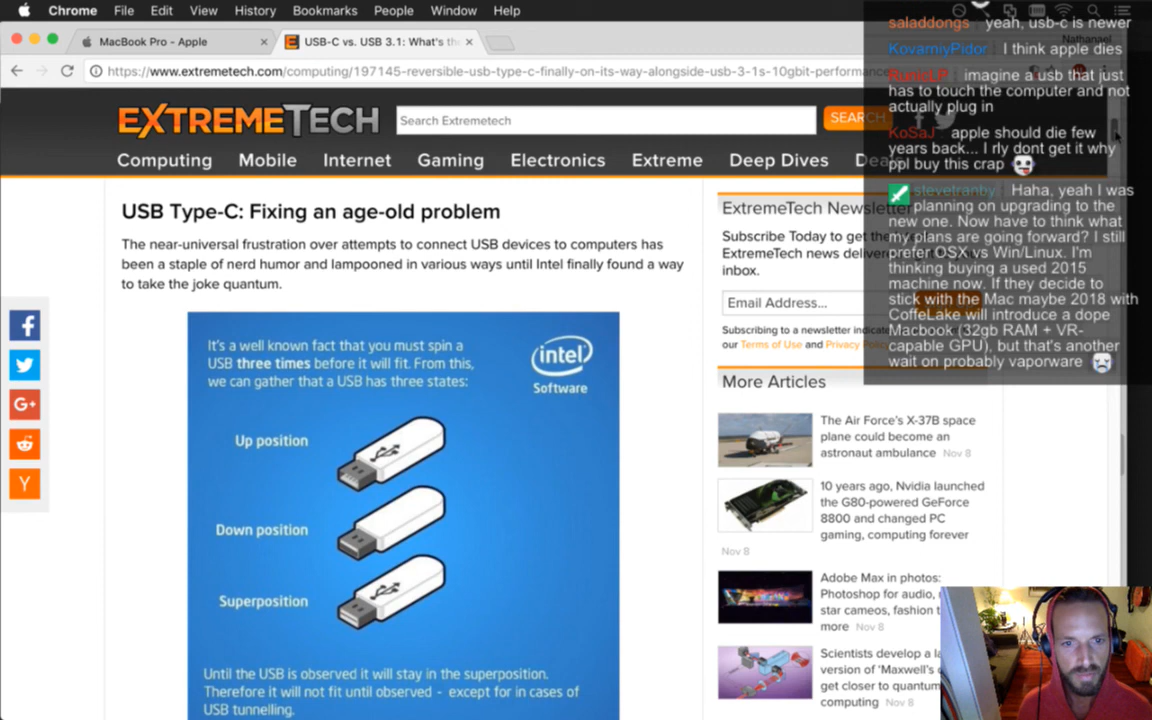 Chrome File Edit View History Bookmarks People Window Help
MacBook Pro - Apple
USB-C vs. USB 3.1: What's the
Nathanael
https://www.extremetech.com/computing/197145-reversible-usb-type-c-finally-on-its-way-alongside-usb-3-1s-10gbit-performance
EXTREMETECH
Search Extremetech
SEARCH
Computing Mobile Internet Gaming Electronics Extreme Deep Dives Deals
saladdongs yeah, usb-c is newer
KovamiyPidor I think apple dies
RunicLP imagine a usb that just
has to touch the computer and not
actually plug in
KoSaJ apple should die few
years back... I rly dont get it why
ppl buy this crap
stevetranby Haha, yeah I was
planning on upgrading to the
new one. Now have to think what
my plans are going forward? I still
prefer OSX vs Win/Linux. I'm
thinking buying a used 2015
machine now. If they decide to
stick with the Mac maybe 2018 with
CoffeLake will introduce a dope
Macbook (32gb RAM + VR-
capable GPU), but that's another
wait on probably vaporware
USB Type-C: Fixing an age-old problem
The near-universal frustration over attempts to connect USB devices to computers has
been a staple of nerd humor and lampooned in various ways until Intel finally found a way
to take the joke quantum.
It's a well known fact that you must spin a
USB three times before it will fit. From this,
we can gather that a USB has three states:
intel
Software
Up position
Down position
Superposition
Until the USB is observed it will stay in the superposition.
Therefore it will not fit until observed - except for in cases of
USB tunnelling.
ExtremeTech Newsletter
Subscribe Today to get the
ExtremeTech news delivered
inbox.
Email Address...
Subscribing to a newsletter
our Terms of Use and Privacy
More Articles
The Air Force's X-37B space
plane could become an
astronaut ambulance Nov 8
10 years ago, Nvidia launched
the G80-powered GeForce
8800 and changed PC
gaming, computing forever
Nov 8
Adobe Max in photos:
Photoshop for audio,
star cameos, fashion
more Nov 8
Scientists develop a
version of 'Maxwell's
get closer to quantum
computing Nov 8
G+
Y